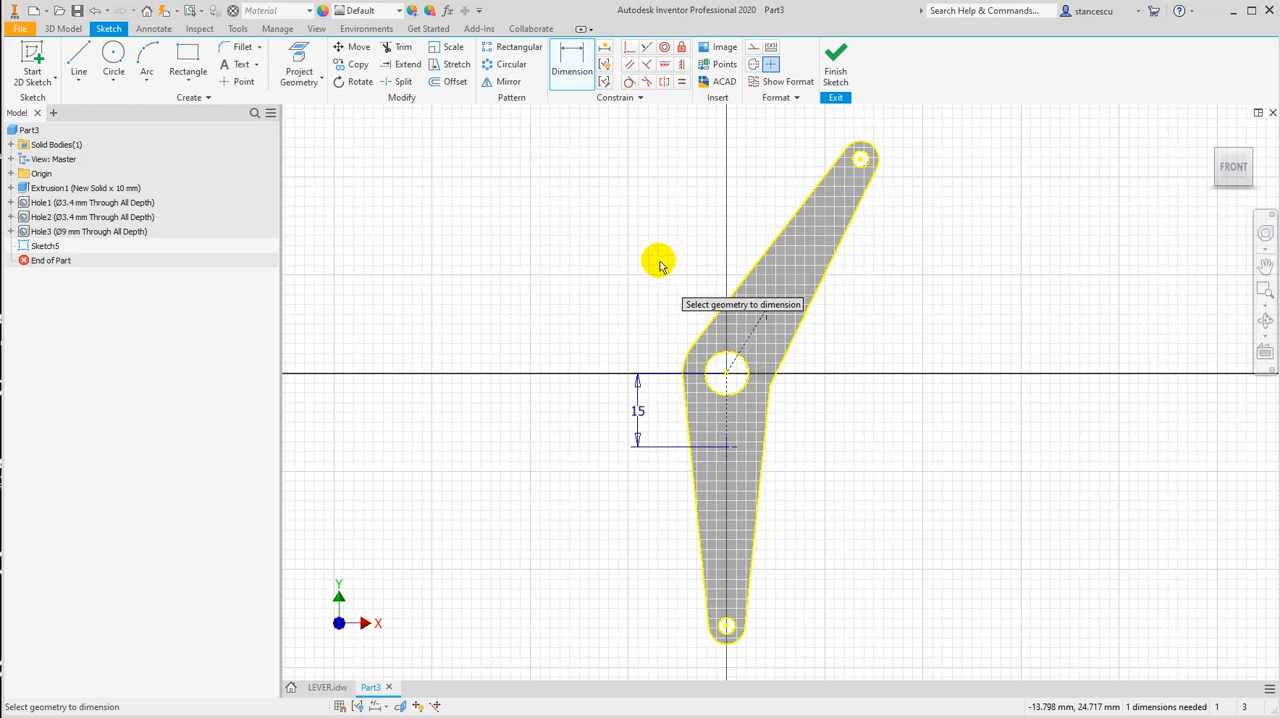 PRO
Material
Default
fx
Autodesk Inventor Professional 2020 Part3
Search Help & Commands...
stancescu
File 3D Model Sketch Annotate Inspect Tools Manage View Environments Get Started Add-Ins Collaborate
Start
2D Sketch
Line
Circle
Arc
Rectangle
Fillet
Text
Point
Project
Geometry
Move
Copy
Rotate
Trim
Extend
Split
Scale
Stretch
Offset
Rectangular
Circular
Mirror
Dimension
Image
Points
ACAD
Show Format
Finish
Sketch
Sketch Create Modify Pattern Constrain Insert Format Exit
Model
Part3
Solid Bodies(1)
View: Master
Origin
Extrusion1 (New Solid x 10 mm)
Hole1 (Ø3.4 mm Through All Depth)
Hole2 (Ø3.4 mm Through All Depth)
Hole3 (Ø9 mm Through All Depth)
Sketch5
End of Part
FRONT
Select geometry to dimension
15
Y
X
LEVER.idw Part3
Select geometry to dimension
-13.798 mm, 24.717 mm 1 dimensions needed 1 3